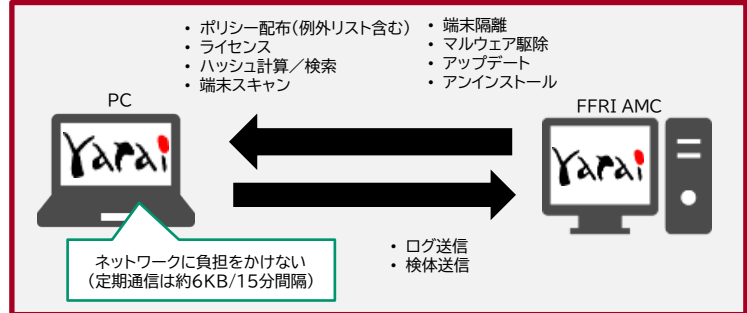 ・ポリシー配布(例外リスト含む)
・ライセンス
・ハッシュ計算／検索
・端末スキャン
・端末隔離
・マルウェア駆除
・アップデート
・アンインストール
PC
FFRI AMC
Yarai
Yarai
ネットワークに負担をかけない
(定期通信は約6KB/15分間隔)
・ログ送信
・検体送信